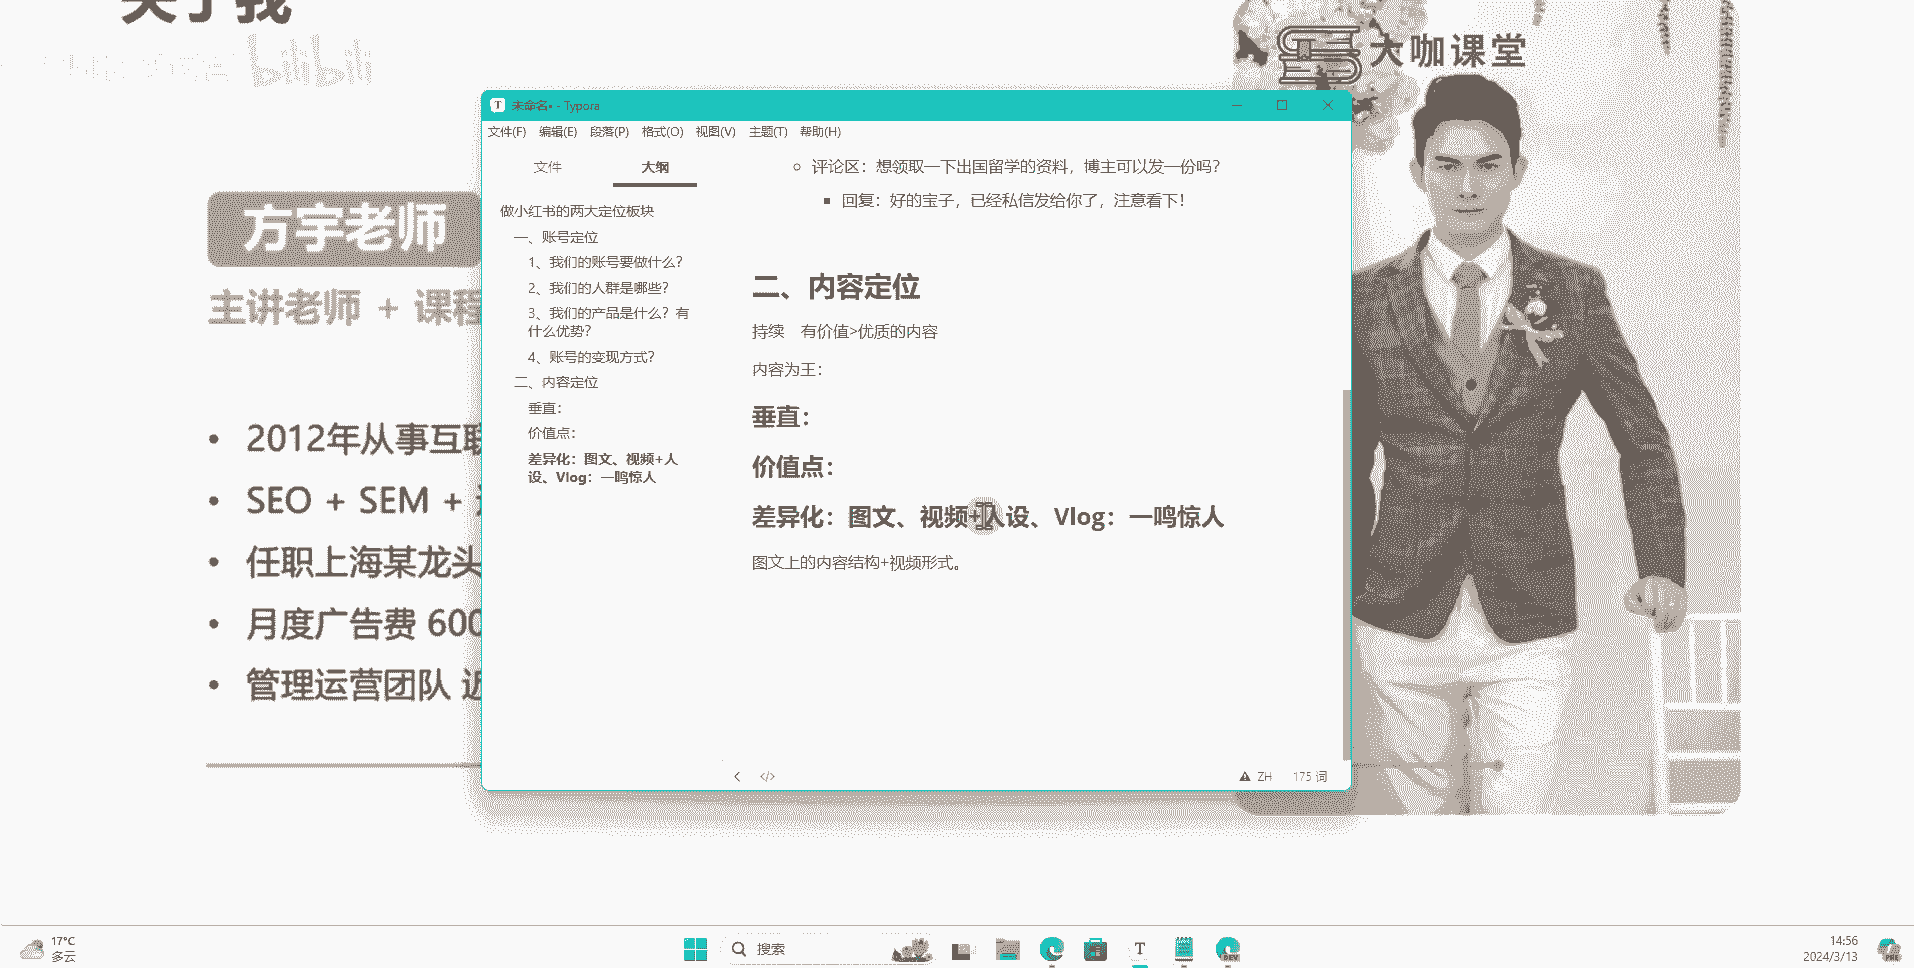 关于我
bilibili
大咖课堂
方宇老师
主讲老师 + 课程
2012年从事互联
SEO + SEM +
任职上海某龙头
月度广告费 600
管理运营团队 近
未命名• - Typora
文件(F) 编辑(E) 段落(P) 格式(O) 视图(V) 主题(T) 帮助(H)
文件 大纲
做小红书的两大定位板块
一、账号定位
1、我们的账号要做什么？
2、我们的人群是哪些？
3、我们的产品是什么？有
什么优势？
4、账号的变现方式？
二、内容定位
垂直：
价值点：
差异化：图文、视频+人
设、Vlog：一鸣惊人
评论区：想领取一下出国留学的资料，博主可以发一份吗？
回复：好的宝子，已经私信发给你了，注意看下！
二、内容定位
持续 有价值>优质的内容
内容为王：
垂直：
价值点：
差异化：图文、视频+人设、Vlog：一鸣惊人
图文上的内容结构+视频形式。
ZH 175 词
17°C
多云
搜索
T
DEV
14:56
2024/3/13
PRE